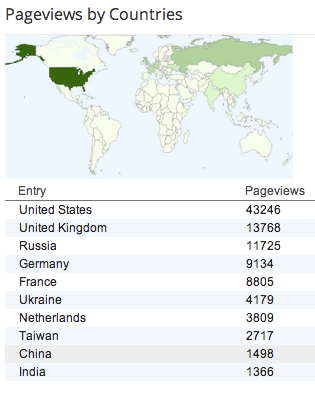 Pageviews by Countries
Entry Pageviews
United States 43246
United Kingdom 13768
Russia 11725
Germany 9134
France 8805
Ukraine 4179
Netherlands 3809
Taiwan 2717
China 1498
India 1366